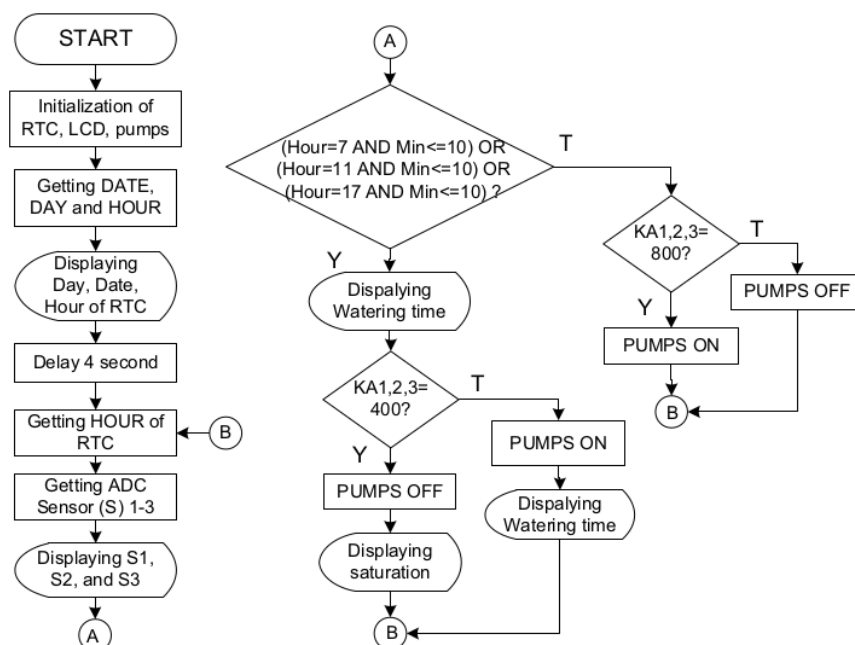 START
Initialization of
RTC, LCD, pumps
Getting DATE,
DAY and HOUR
Displaying
Day, Date,
Hour of RTC
Delay 4 second
Getting HOUR of
RTC
B
Getting ADC
Sensor (S) 1-3
Displaying S1,
S2, and S3
A
A
(Hour=7 AND Min<=10) OR
(Hour=11 AND Min<=10) OR
(Hour=17 AND Min<=10) ?
T
Y
Dispalying
Watering time
KA1,2,3=
400?
T
Y
PUMPS OFF
Displaying
saturation
B
PUMPS ON
Dispalying
Watering time
KA1,2,3=
800?
T
Y
PUMPS OFF
PUMPS ON
B